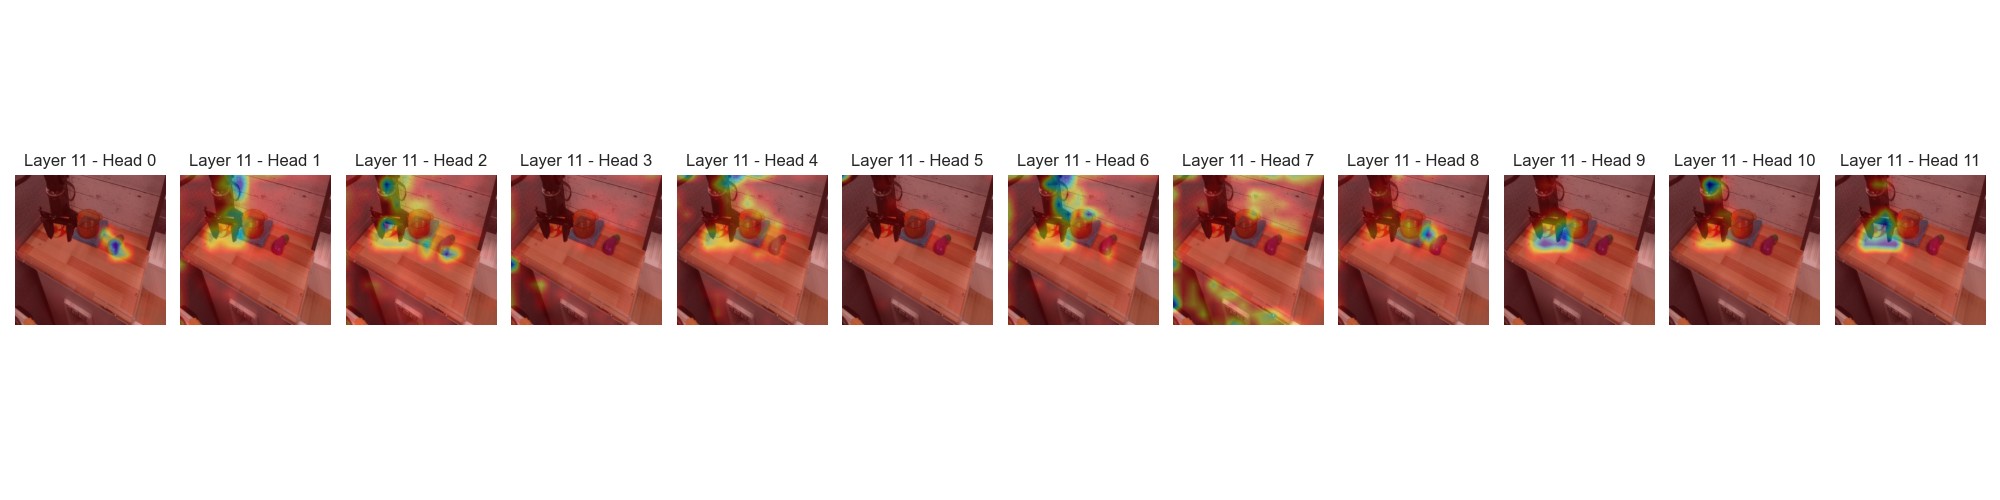 Layer 11 - Head 0
Layer 11 - Head 1
Layer 11 - Head 2
Layer 11 - Head 3
Layer 11 - Head 4
Layer 11 - Head 5
Layer 11 - Head 6
Layer 11 - Head 7
Layer 11 - Head 8
Layer 11 - Head 9
Layer 11 - Head 10
Layer 11 - Head 11